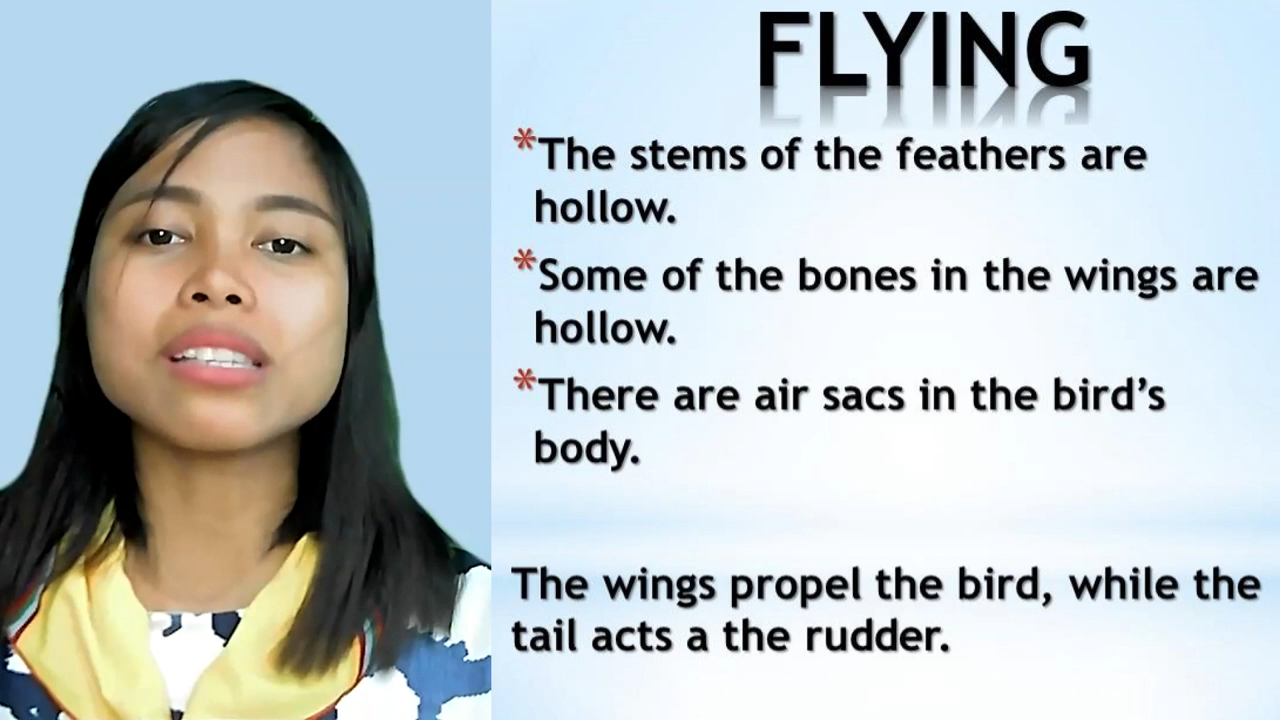 FLYING
*The stems of the feathers are
hollow.
*Some of the bones in the wings are
hollow.
*There are air sacs in the bird’s
body.
The wings propel the bird, while the
tail acts a the rudder.